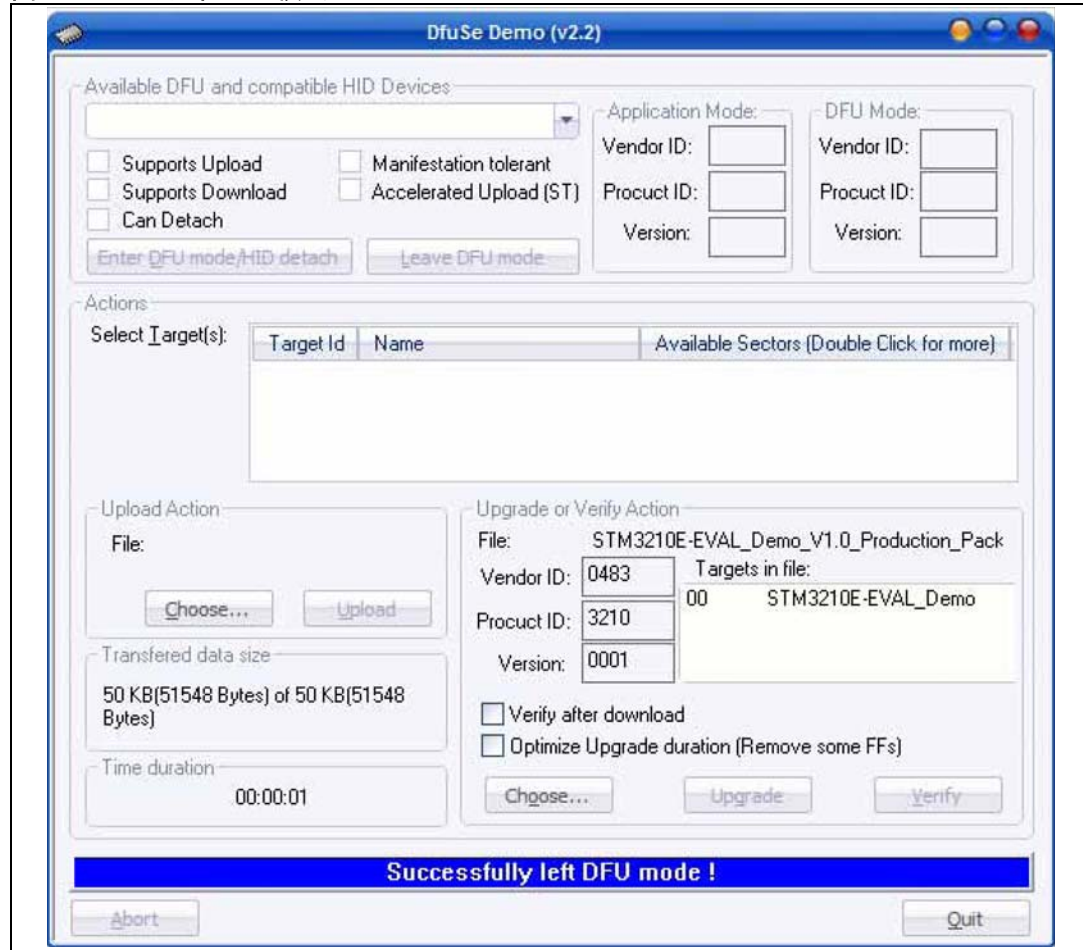 DfuSe Demo (v2.2)
Available DFU and compatible HID Devices
Supports Upload
Manifestation tolerant
Supports Download
Accelerated Upload (ST)
Can Detach
Enter DFU mode/HID detach
Leave DFU mode
Application Mode:
Vendor ID:
Procuct ID:
Version:
DFU Mode:
Vendor ID:
Procuct ID:
Version:
Actions
Select Target(s):
Target Id Name Available Sectors (Double Click for more)
Upload Action
File:
Choose... Upload
Transfered data size
50 KB(51548 Bytes) of 50 KB(51548
Bytes)
Time duration
00:00:01
Upgrade or Verify Action
File: STM3210E-EVAL_Demo_V1.0_Production_Pack
Vendor ID: 0483
Procuct ID: 3210
Version: 0001
Targets in file:
00 STM3210E-EVAL_Demo
Verify after download
Optimize Upgrade duration (Remove some FFs)
Choose... Upgrade Verify
Successfully left DFU mode !
Abort Quit